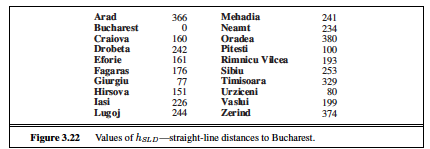 Arad 366 Mehadia 241
Bucharest 0 Neamt 234
Craiova 160 Oradea 380
Drobeta 242 Pitesti 100
Eforie 161 Rimnicu Vilcea 193
Fagaras 176 Sibiu 253
Giurgiu 77 Timisoara 329
Hirsova 151 Urziceni 80
Iasi 226 Vaslui 199
Lugoj 244 Zerind 374
Figure 3.22 Values of hSLD—straight-line distances to Bucharest.